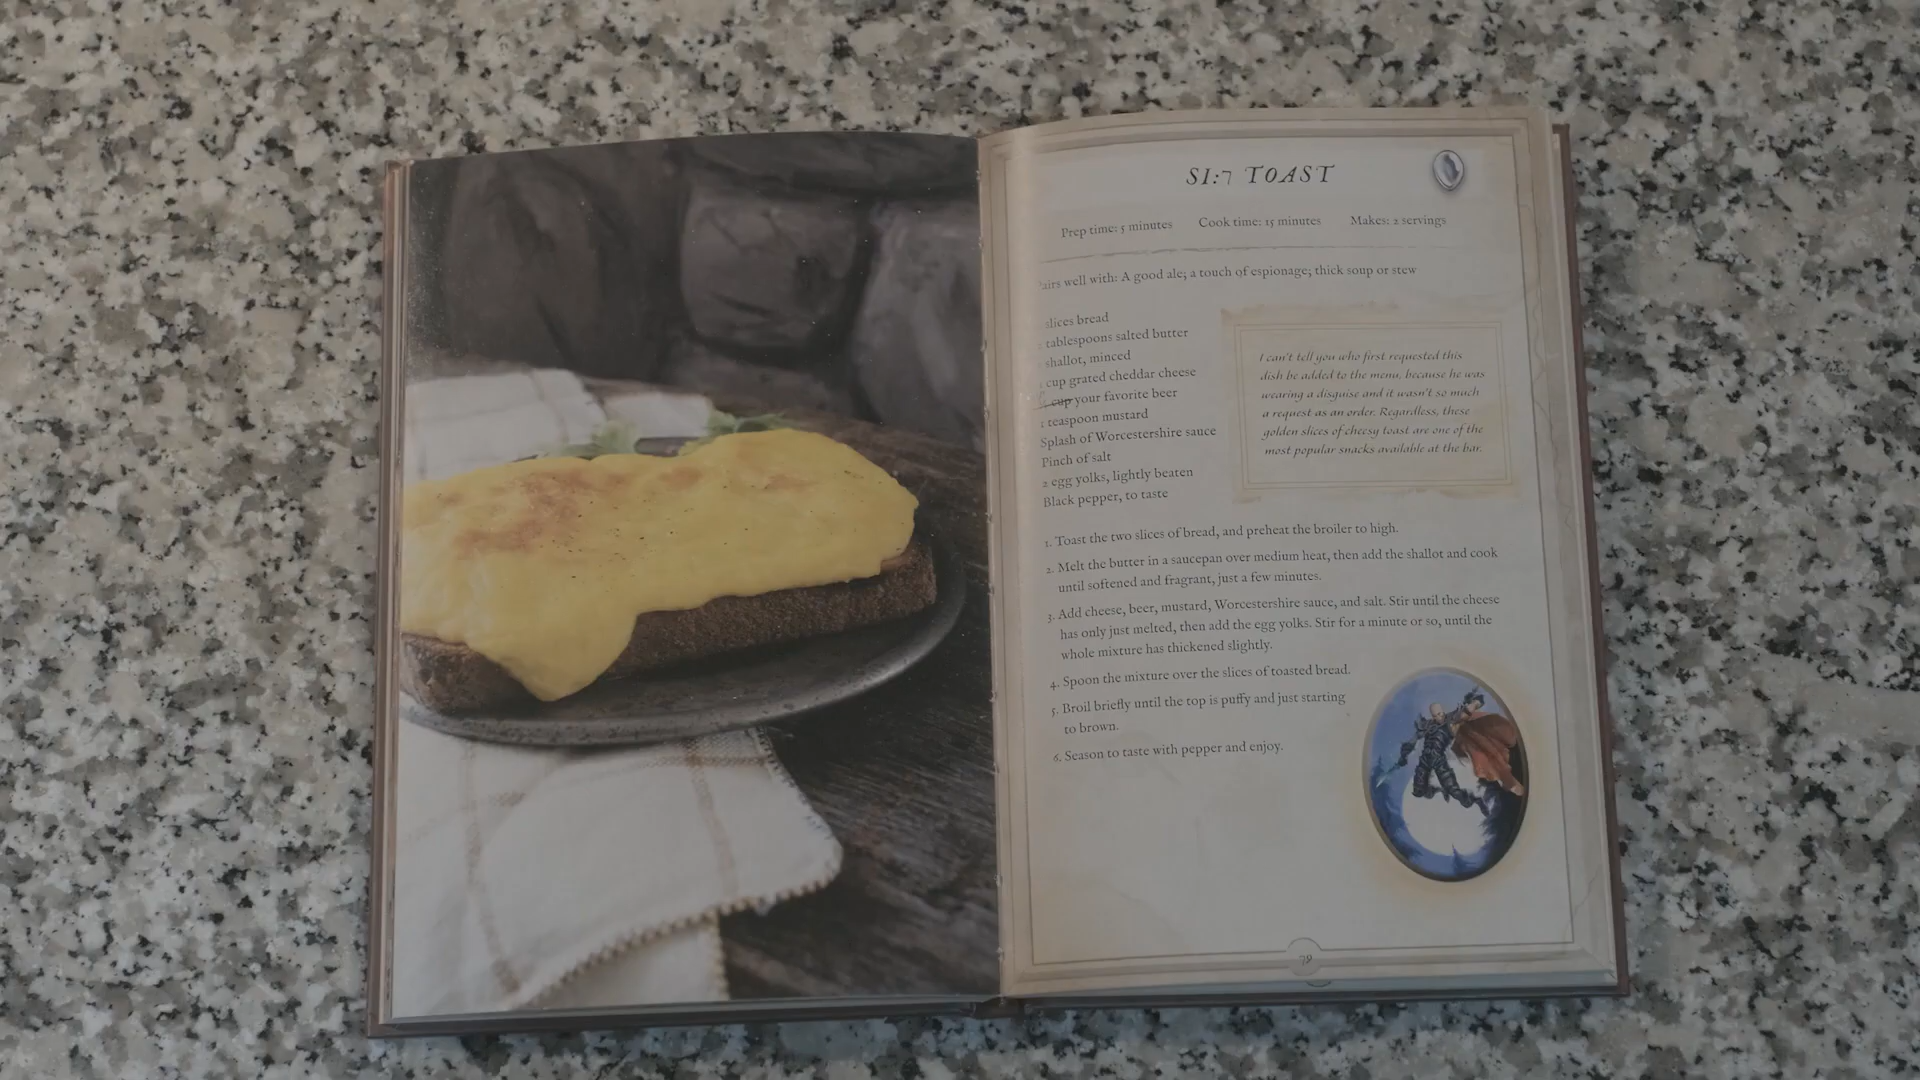 SI:7 TOAST
Prep time: 5 minutes Cook time: 15 minutes Makes: 2 servings
airs well with: A good ale; a touch of espionage; thick soup or stew
slices bread
tablespoons salted butter
shallot, minced
cup grated cheddar cheese
cup your favorite beer
1 teaspoon mustard
Splash of Worcestershire sauce
Pinch of salt
2 egg yolks, lightly beaten
Black pepper, to taste
I can't tell you who first requested this
dish be added to the menu, because he was
wearing a disguise and it wasn't so much
a request as an order. Regardless, these
golden slices of cheesy toast are one of the
most popular snacks available at the bar.
1. Toast the two slices of bread, and preheat the broiler to high.
2. Melt the butter in a saucepan over medium heat, then add the shallot and cook
until softened and fragrant, just a few minutes.
3. Add cheese, beer, mustard, Worcestershire sauce, and salt. Stir until the cheese
has only just melted, then add the egg yolks. Stir for a minute or so, until the
whole mixture has thickened slightly.
4. Spoon the mixture over the slices of toasted bread.
5. Broil briefly until the top is puffy and just starting
to brown.
6. Season to taste with pepper and enjoy.
79